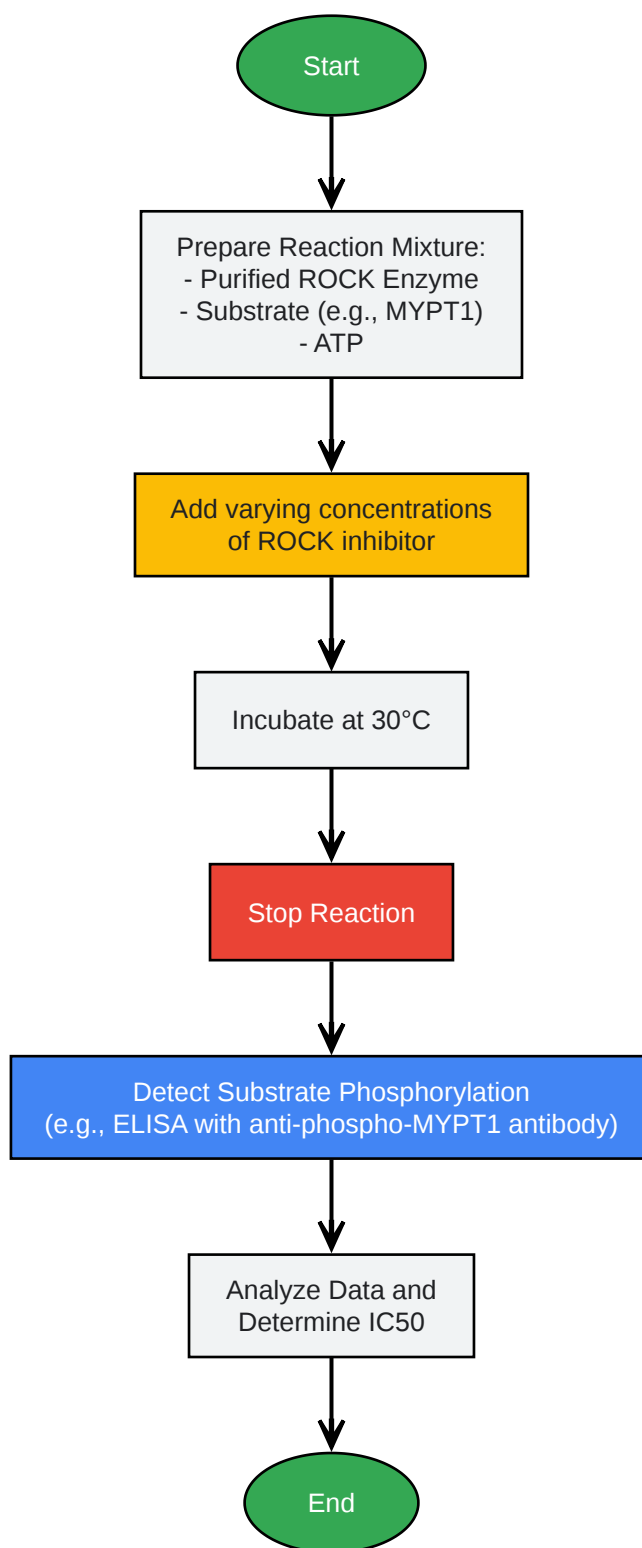 Start
Prepare Reaction Mixture:
- Purified ROCK Enzyme
- Substrate (e.g., MYPT1)
- ATP
Add varying concentrations
of ROCK inhibitor
Incubate at 30°C
Stop Reaction
Detect Substrate Phosphorylation
(e.g., ELISA with anti-phospho-MYPT1 antibody)
Analyze Data and
Determine IC50
End